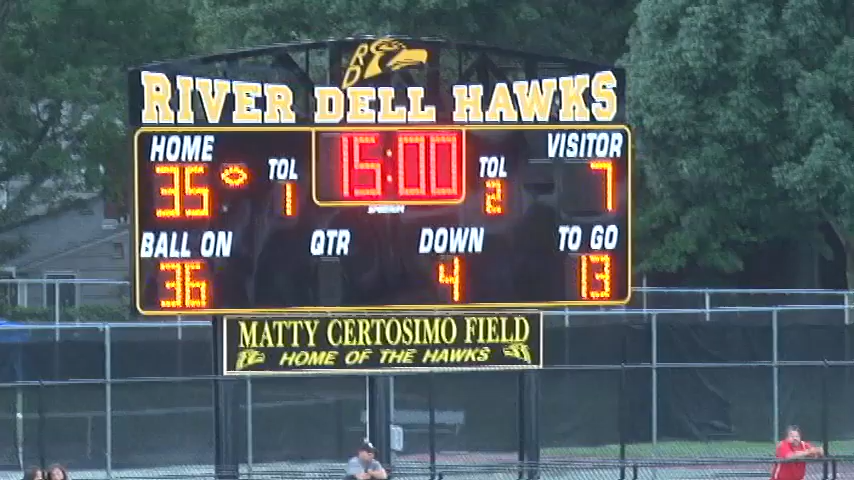 RD
RIVER DELL HAWKS
HOME 15:00 VISITOR
35 TOL 1 TOL 2 7
BALL ON QTR DOWN TO GO
36 4 13
MATTY CERTOSIMO FIELD
HOME OF THE HAWKS